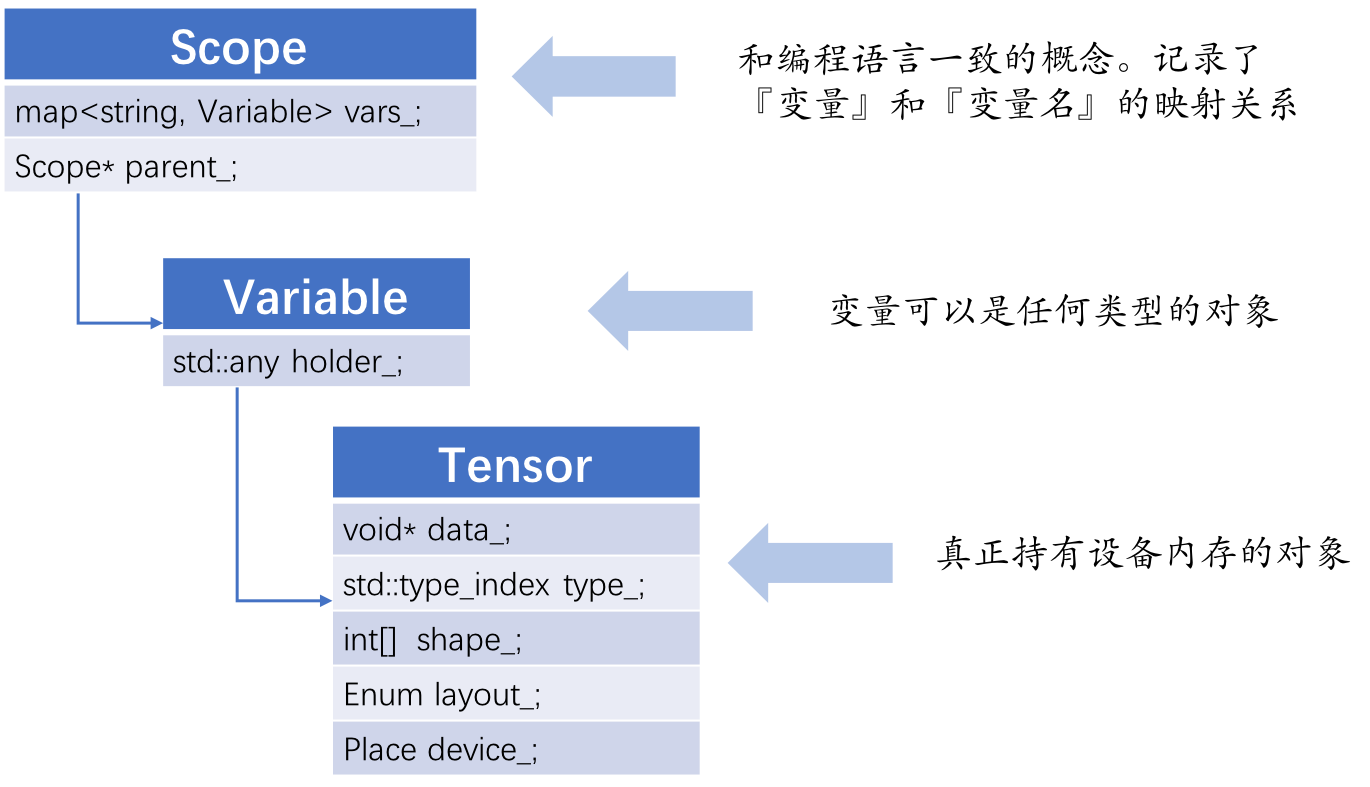 Scope
map<string, Variable> vars_;
Scope* parent_;
和编程语言一致的概念。记录了
『变量』和『变量名』的映射关系
Variable
std::any holder_;
变量可以是任何类型的对象
Tensor
void* data_;
std::type_index type_;
int[] shape_;
Enum layout_;
Place device_;
真正持有设备内存的对象